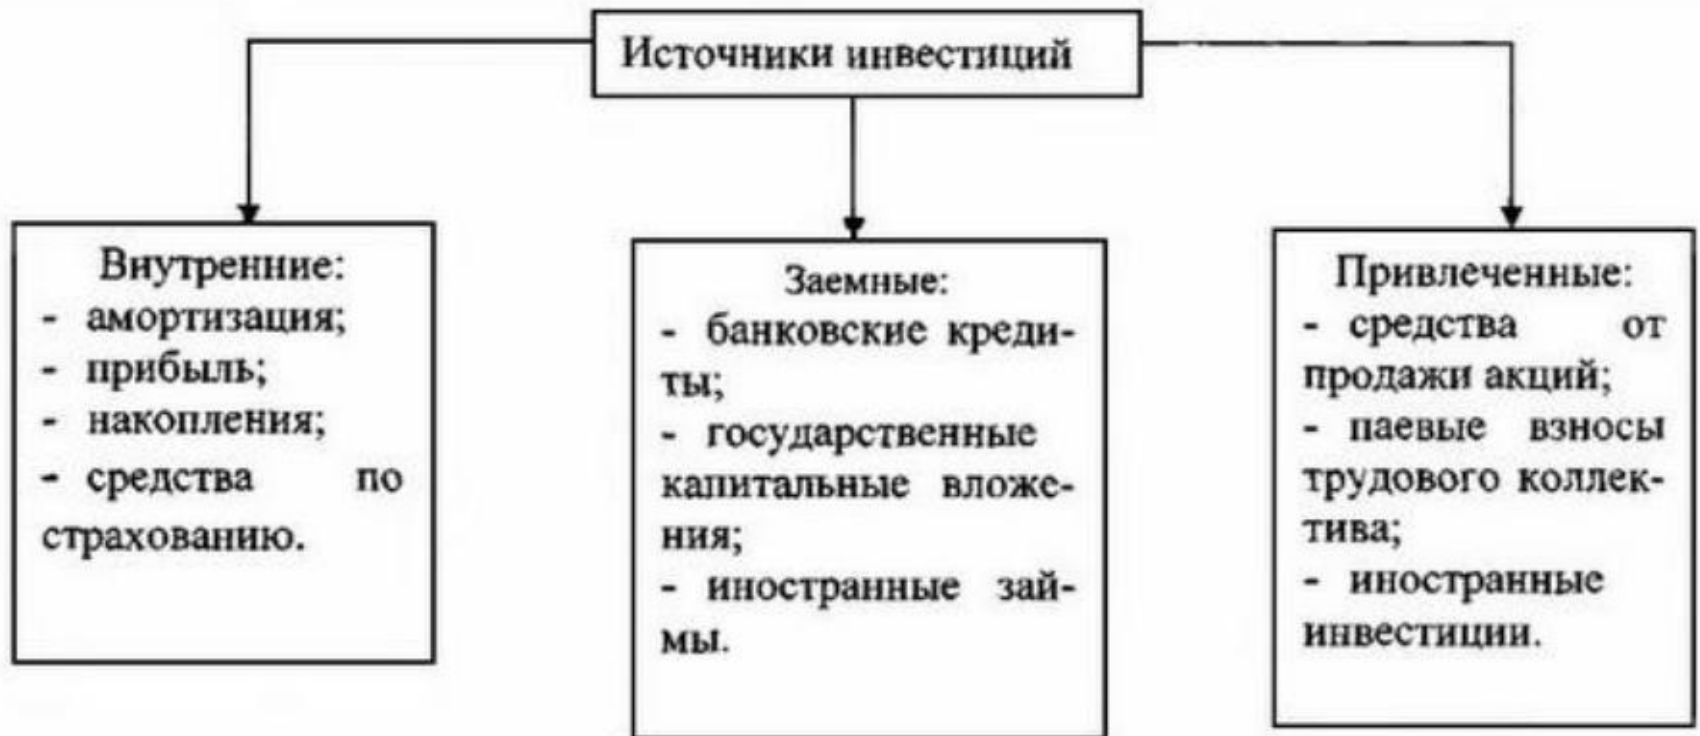 Источники инвестиций
Внутренние:
- амортизация;
- прибыль;
- накопления;
- средства по
страхованию.
Заемные:
- банковские креди-
ты;
- государственные
капитальные вложе-
ния;
- иностранные зай-
мы.
Привлеченные:
- средства от
продажи акций;
- паевые взносы
трудового коллек-
тива;
- иностранные
инвестиции.